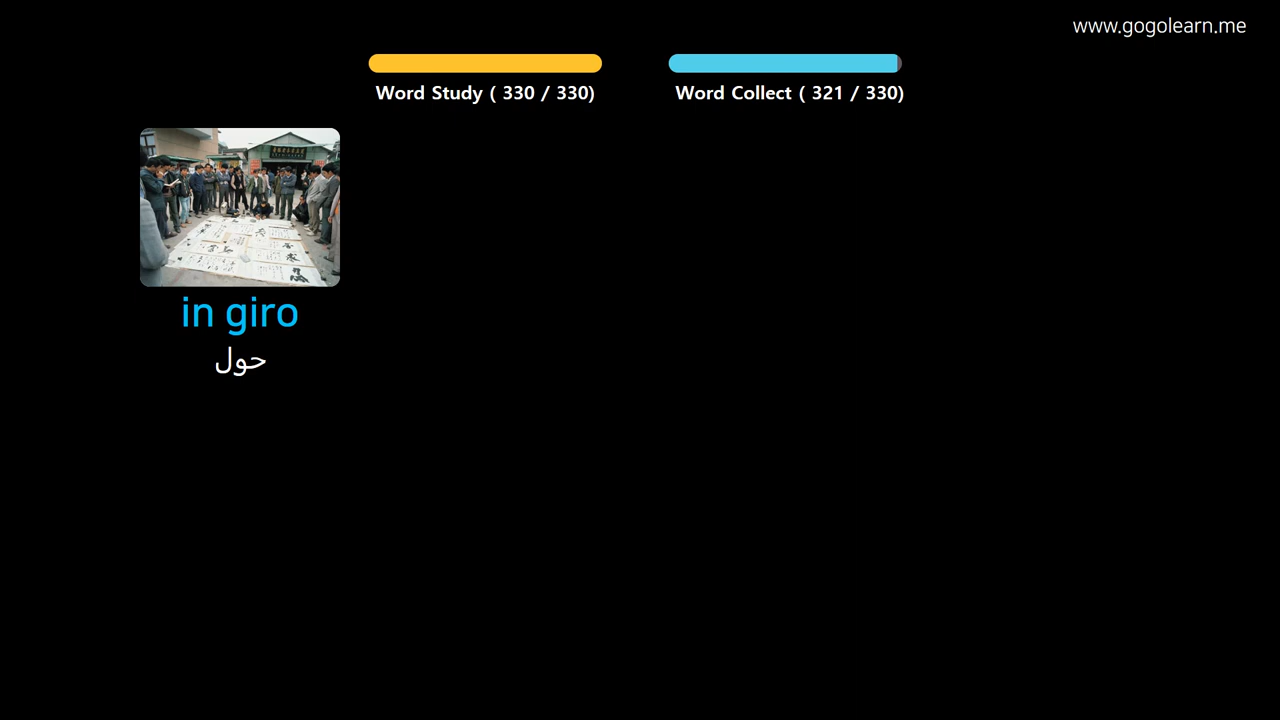 www.gogolearn.me
Word Study ( 330 / 330)
Word Collect ( 321 / 330)
in giro
حول